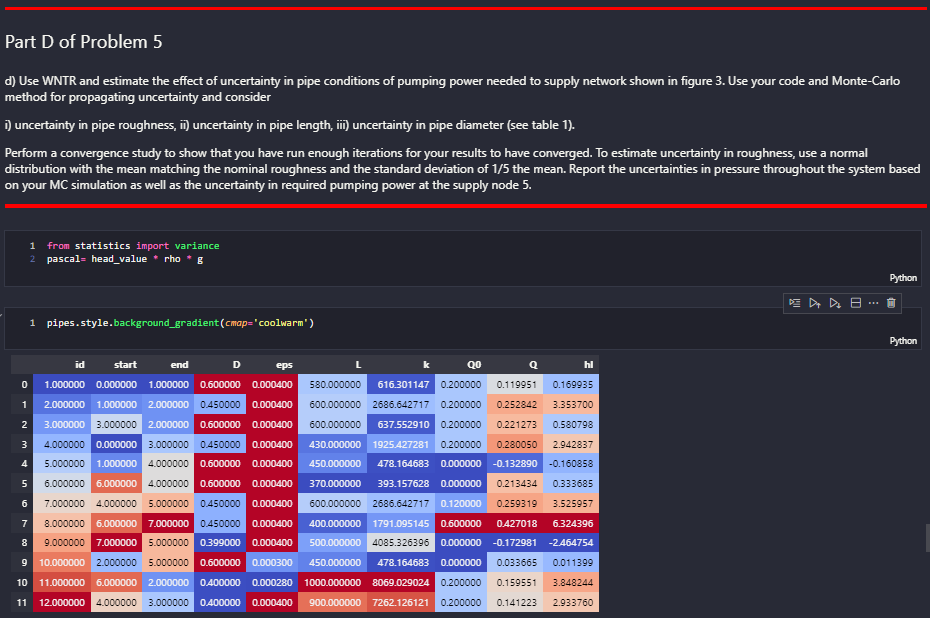 Part D of Problem 5
d) Use WNTR and estimate the effect of uncertainty in pipe conditions of pumping power needed to supply network shown in figure 3. Use your code and Monte-Carlo
method for propagating uncertainty and consider
i) uncertainty in pipe roughness, ii) uncertainty in pipe length, iii) uncertainty in pipe diameter (see table 1).
Perform a convergence study to show that you have run enough iterations for your results to have converged. To estimate uncertainty in roughness, use a normal
distribution with the mean matching the nominal roughness and the standard deviation of 1/5 the mean. Report the uncertainties in pressure throughout the system based
on your MC simulation as well as the uncertainty in required pumping power at the supply node 5.
1 from statistics import variance
2 pascal= head_value * rho * g
Python
1 pipes.style.background_gradient(cmap='coolwarm')
Python
id start end D eps L k Q0 Q hl
0 1.000000 0.000000 1.000000 0.600000 0.000400 580.000000 616.301147 0.200000 0.119951 0.169935
1 2.000000 1.000000 2.000000 0.450000 0.000400 600.000000 2686.642717 0.200000 0.252842 3.353700
2 3.000000 3.000000 2.000000 0.600000 0.000400 600.000000 637.552910 0.200000 0.221273 0.580798
3 4.000000 0.000000 3.000000 0.450000 0.000400 430.000000 1925.427281 0.200000 0.280050 2.942837
4 5.000000 1.000000 4.000000 0.600000 0.000400 450.000000 478.164683 0.000000 -0.132890 -0.160858
5 6.000000 6.000000 4.000000 0.600000 0.000400 370.000000 393.157628 0.000000 0.213434 0.333685
6 7.000000 4.000000 5.000000 0.450000 0.000400 600.000000 2686.642717 0.120000 0.259319 3.525957
7 8.000000 6.000000 7.000000 0.450000 0.000400 400.000000 1791.095145 0.600000 0.427018 6.324396
8 9.000000 7.000000 5.000000 0.399000 0.000400 500.000000 4085.326396 0.000000 -0.172981 -2.464754
9 10.000000 2.000000 5.000000 0.600000 0.000300 450.000000 478.164683 0.000000 0.033665 0.011399
10 11.000000 6.000000 2.000000 0.400000 0.000280 1000.000000 8069.029024 0.200000 0.159551 3.848244
11 12.000000 4.000000 3.000000 0.400000 0.000400 900.000000 7262.126121 0.200000 0.141223 2.933760